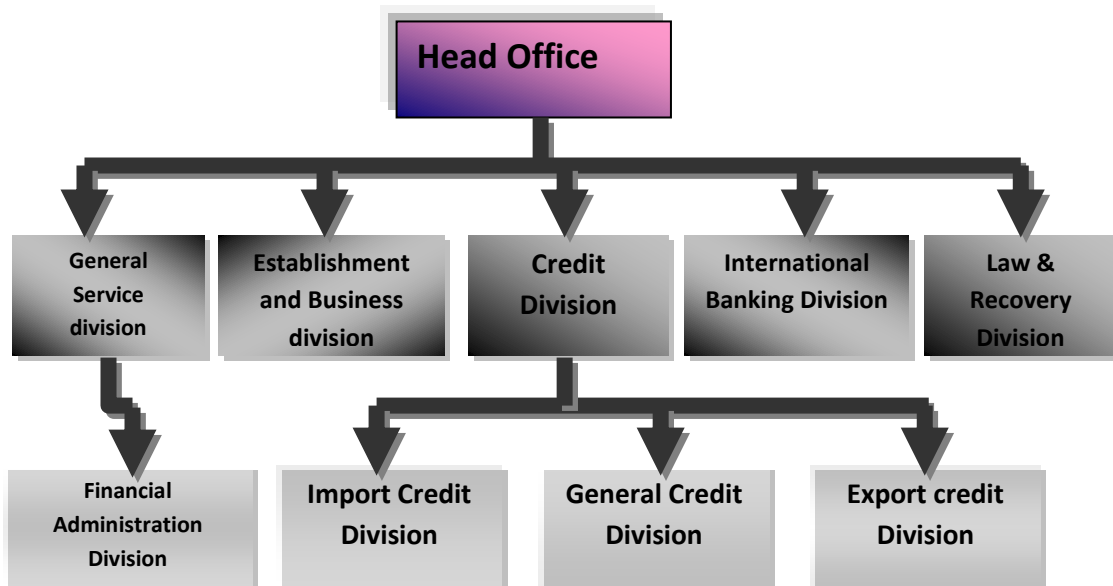 Head Office
General
Service
division
Establishment
and Business
division
Credit
Division
International
Banking Division
Law &
Recovery
Division
Financial
Administration
Division
Import Credit
Division
General Credit
Division
Export credit
Division